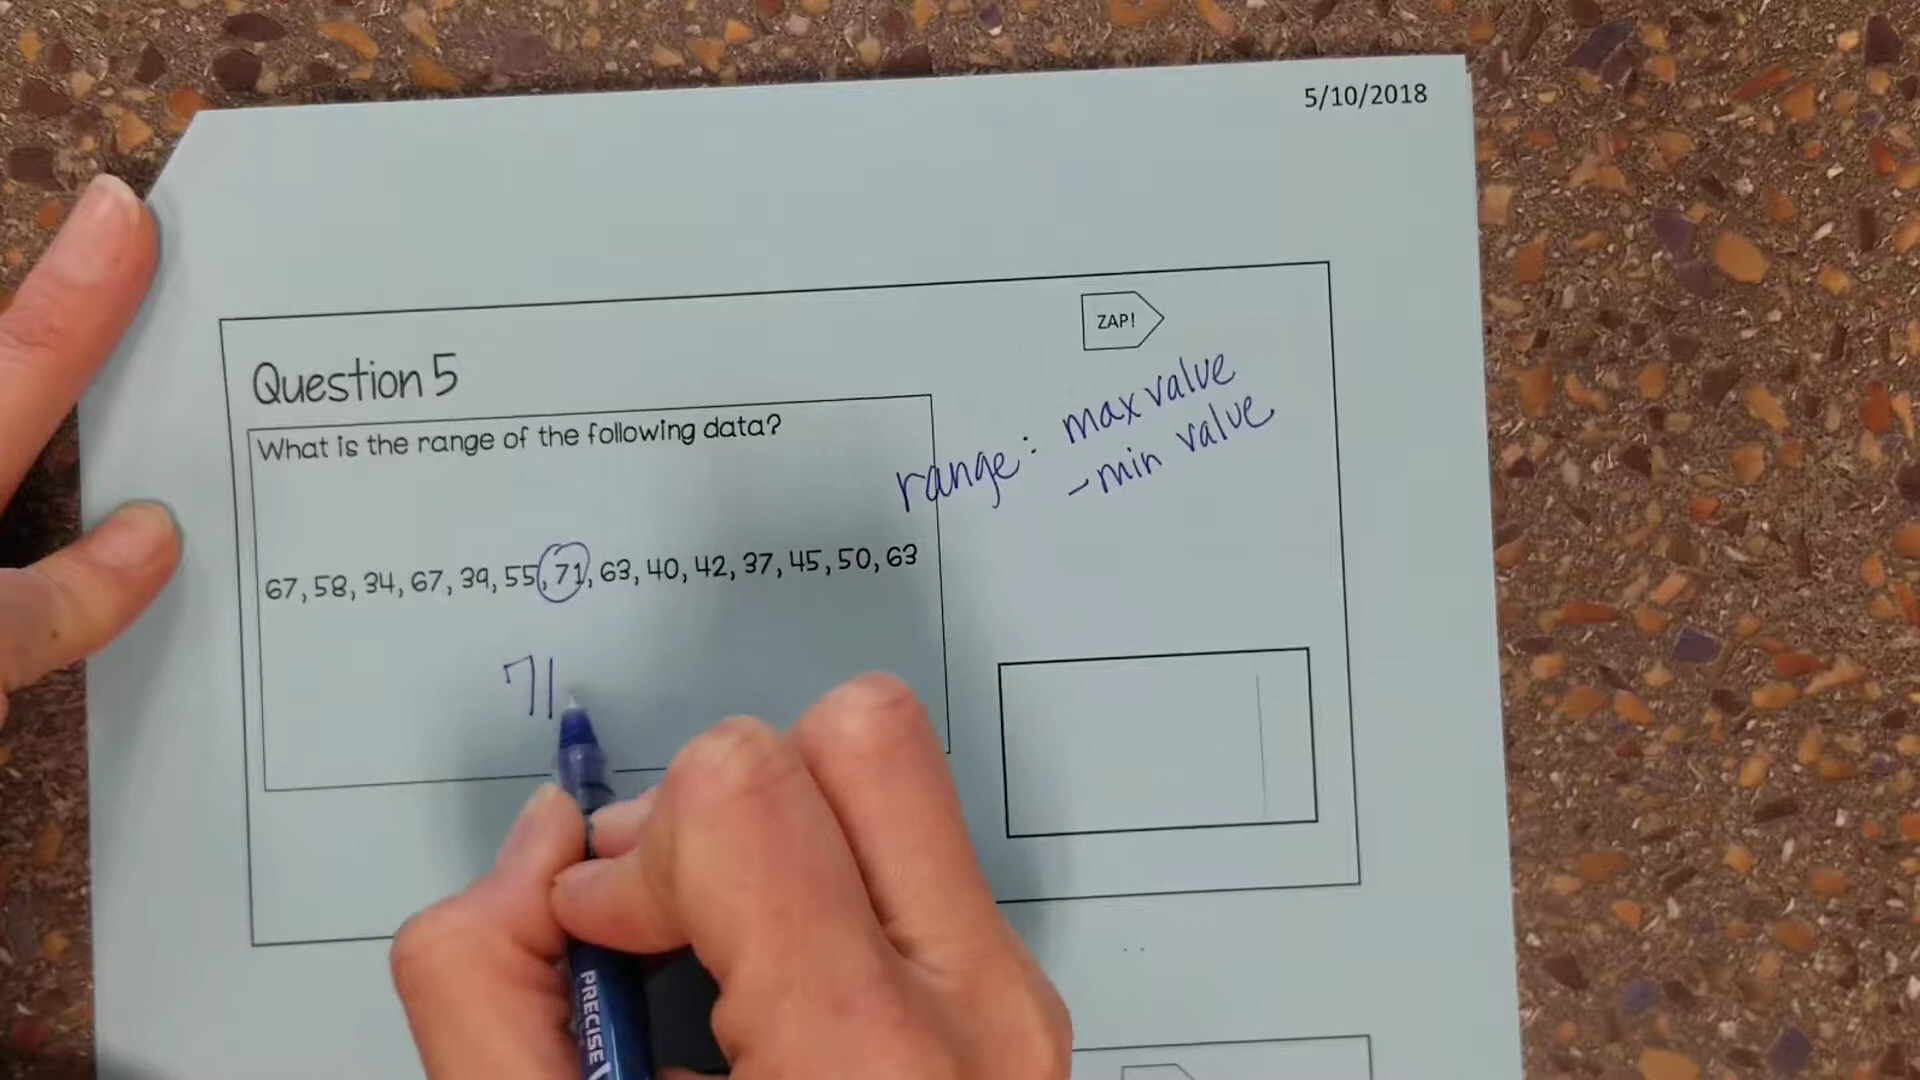 5/10/2018
ZAP!
Question 5
What is the range of the following data?
range: max value
- min value
67, 58, 34, 67, 39, 55, 71, 63, 40, 42, 37, 45, 50, 63
71
PRECISE V